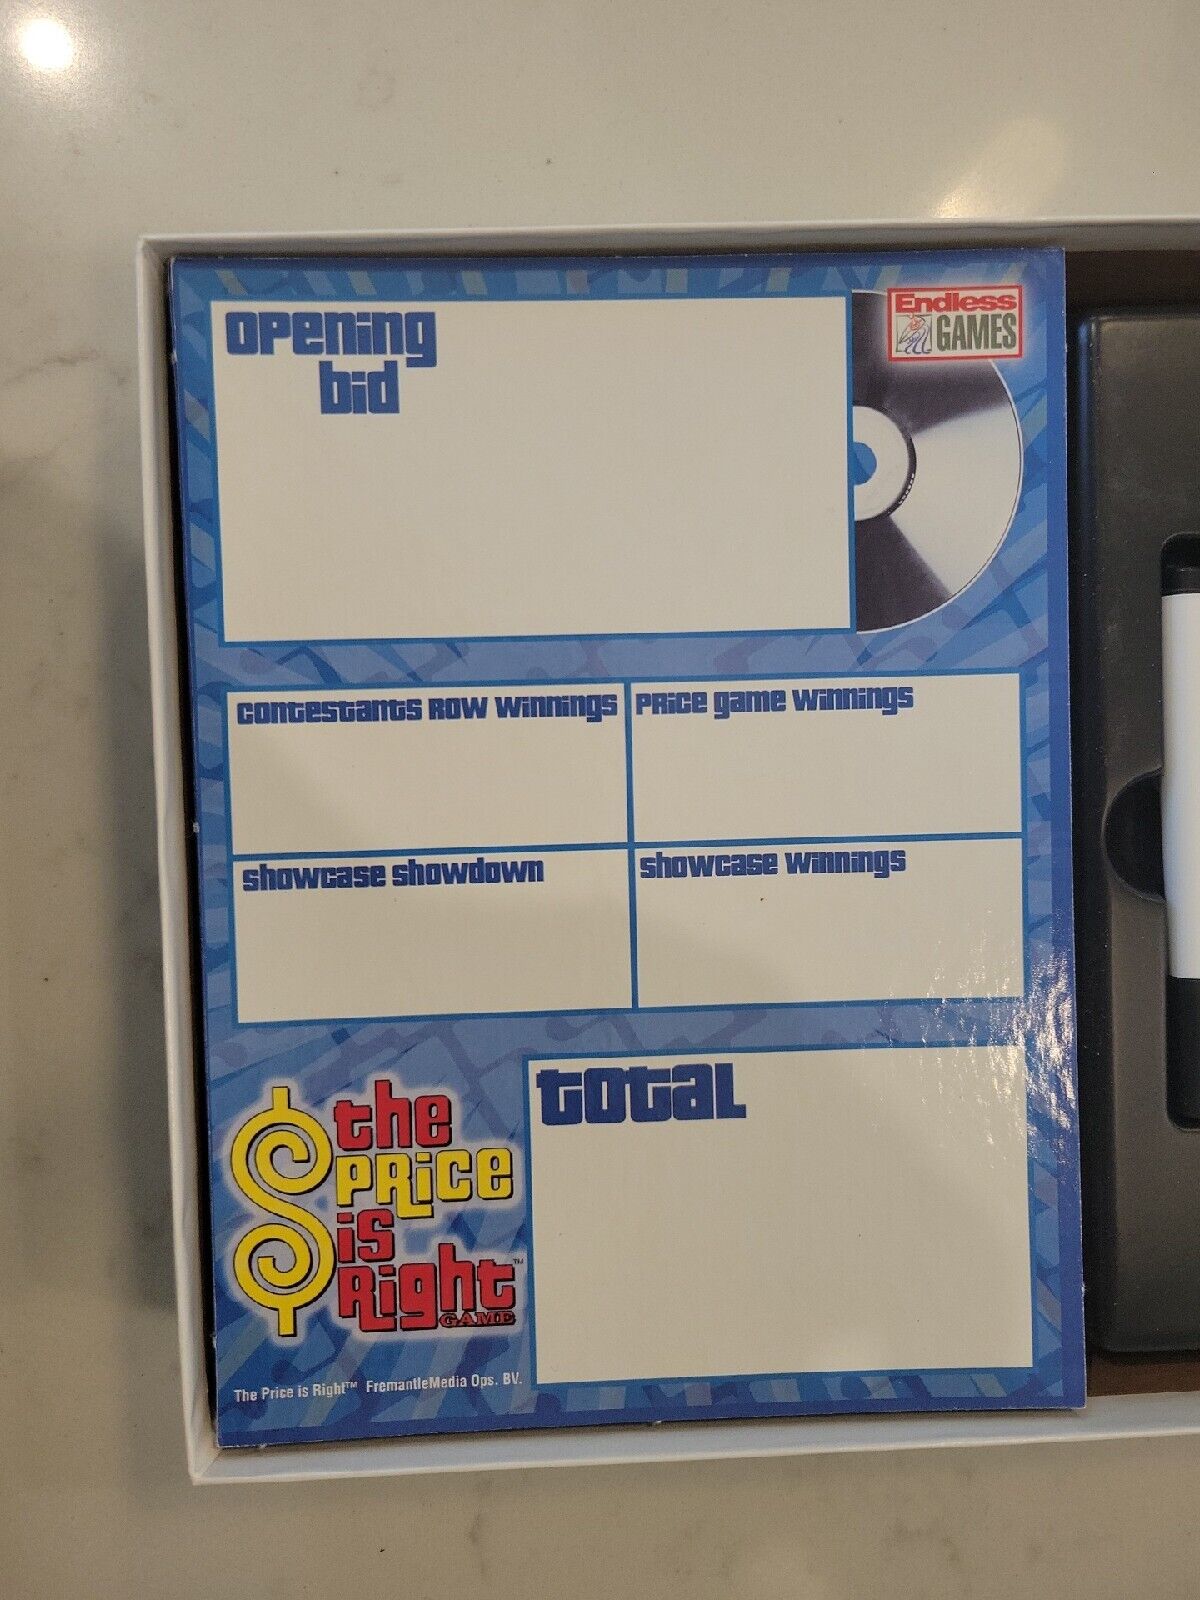 Opening
bid
Endless
GAMES
Contestants Row Winnings
Price game Winnings
Showcase Showdown
Showcase Winnings
Total
the
PRice
is
Right™
GAME
The Price is Right™ FremantleMedia Ops. BV.